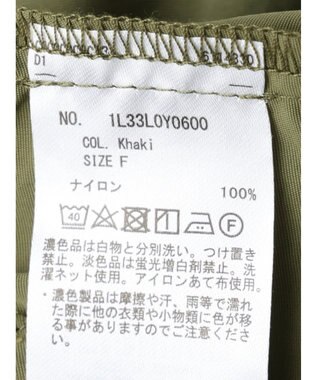 D1
NO. 1L33L0Y0600
COL. Khaki
SIZE F
ナイロン 100%
40
F
濃色品は白物と分別洗い。つけ置き
禁止。淡色品は蛍光増白剤禁止。洗
濯ネット使用。アイロンあて布使用。
・濃色製品は摩擦や汗、雨等で濡れ
た際に他の衣類や小物類に色が移
る事がありますのでご注意くださ
い。